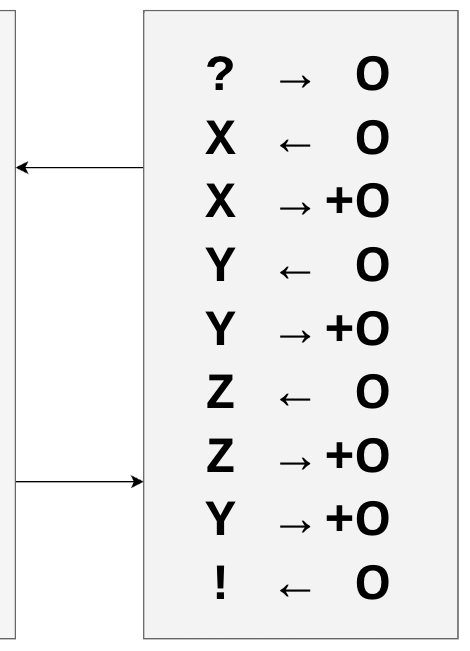 ? → O
X ← O
X → +O
Y ← O
Y → +O
Z ← O
Z → +O
Y → +O
! ← O